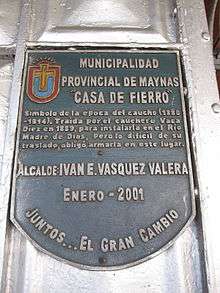 MUNICIPALIDAD
PROVINCIAL DE MAYNAS
"CASA DE FIERRO"
Símbolo de la época del caucho (1880
-1914). Traída por el cauchero Vaca
Díez en 1889, para instalarla en el Río
Madre de Dios. Pero lo difícil de su
traslado, obligó armarla en este lugar.
ALCALDE IVAN E. VASQUEZ VALERA
ENERO - 2001
JUNTOS... EL GRAN CAMBIO